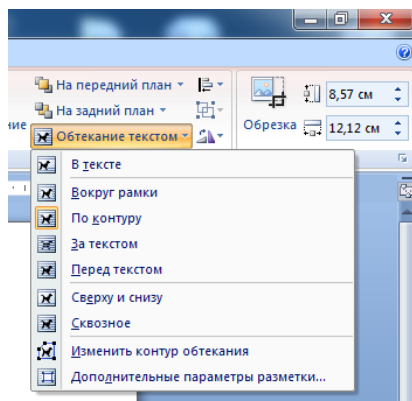 На передний план
На задний план
ние
Обтекание текстом
Обрезка
8,57 см
12,12 см
В тексте
Вокруг рамки
По контуру
За текстом
Перед текстом
Сверху и снизу
Сквозное
Изменить контур обтекания
Дополнительные параметры разметки...